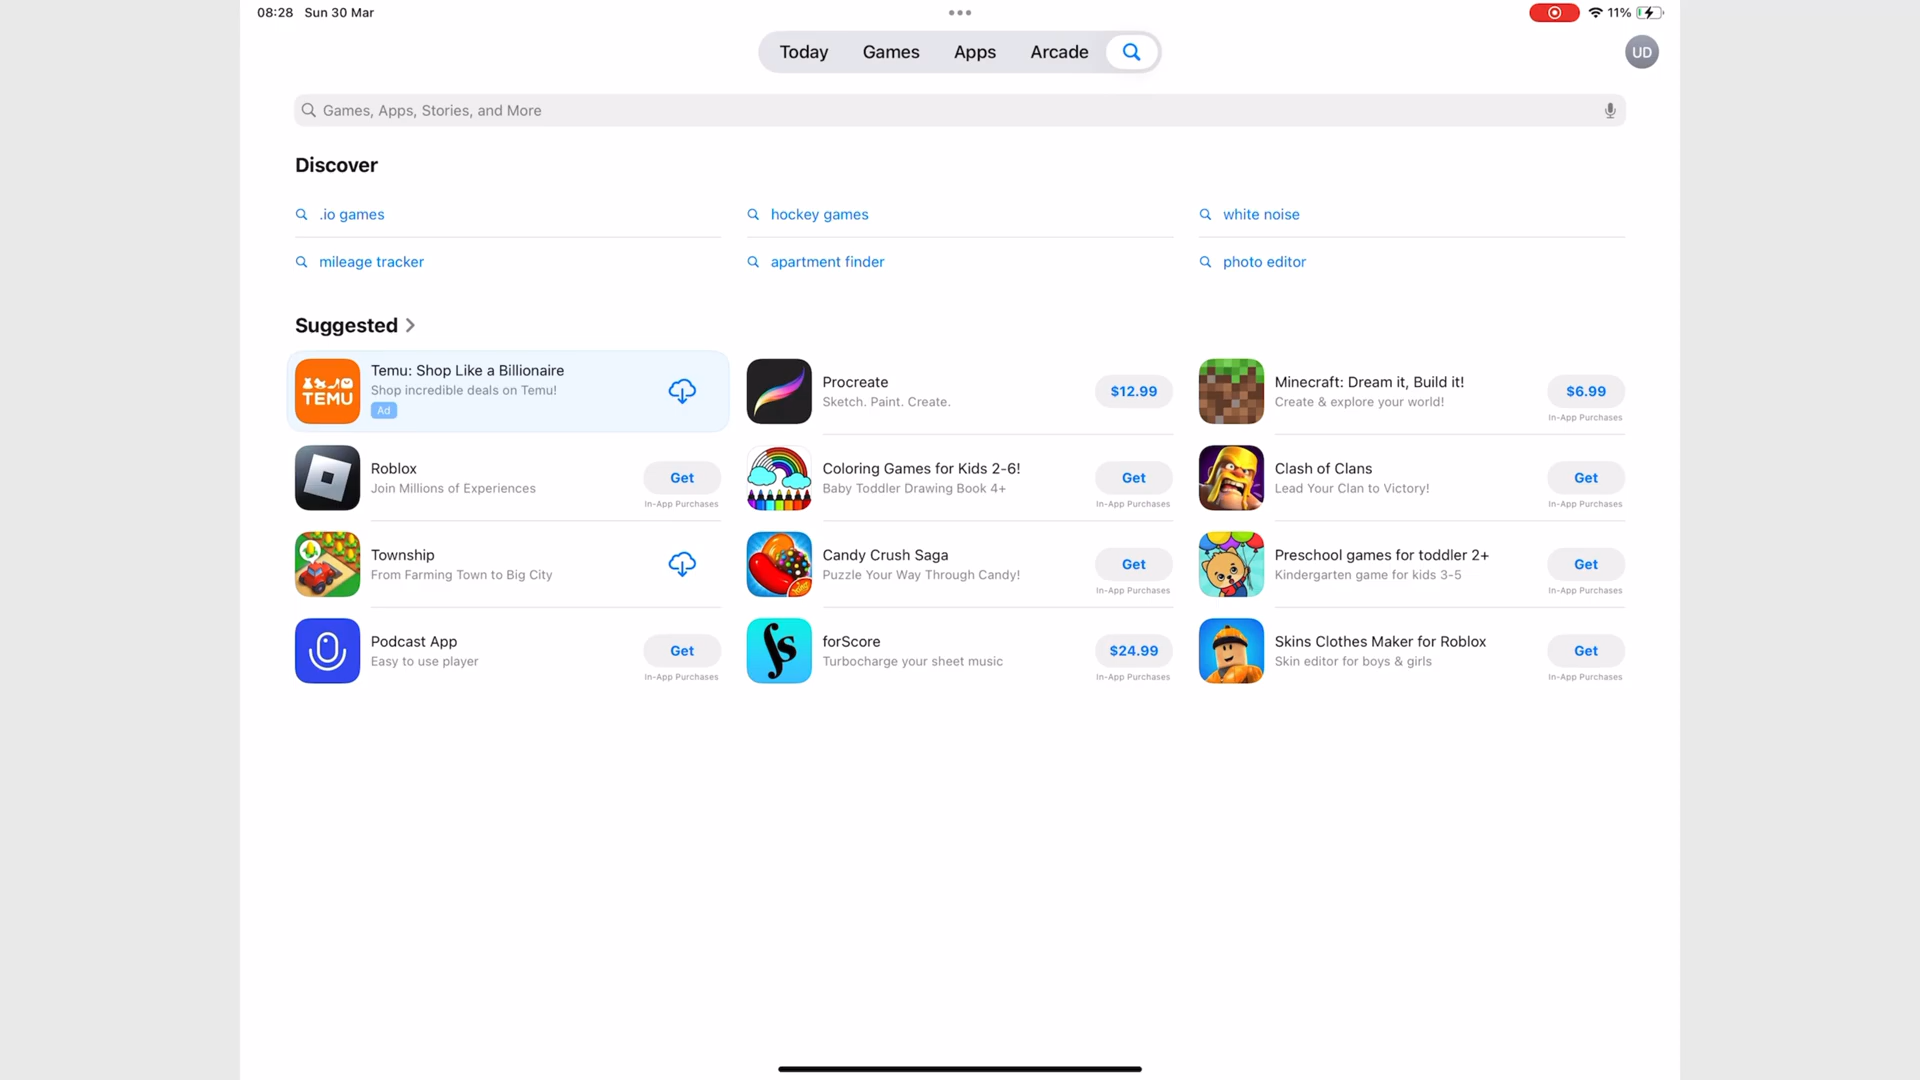 08:28 Sun 30 Mar
11%
Today Games Apps Arcade
UD
Games, Apps, Stories, and More
Discover
.io games
hockey games
white noise
mileage tracker
apartment finder
photo editor
Suggested
TEMU
Temu: Shop Like a Billionaire
Shop incredible deals on Temu!
Ad
Procreate
Sketch. Paint. Create.
$12.99
Minecraft: Dream it, Build it!
Create & explore your world!
$6.99
In-App Purchases
Roblox
Join Millions of Experiences
Get
In-App Purchases
Coloring Games for Kids 2-6!
Baby Toddler Drawing Book 4+
Get
In-App Purchases
Clash of Clans
Lead Your Clan to Victory!
Get
In-App Purchases
Township
From Farming Town to Big City
Candy Crush Saga
Puzzle Your Way Through Candy!
Get
In-App Purchases
Preschool games for toddler 2+
Kindergarten game for kids 3-5
Get
In-App Purchases
Podcast App
Easy to use player
Get
In-App Purchases
forScore
Turbocharge your sheet music
$24.99
In-App Purchases
Skins Clothes Maker for Roblox
Skin editor for boys & girls
Get
In-App Purchases